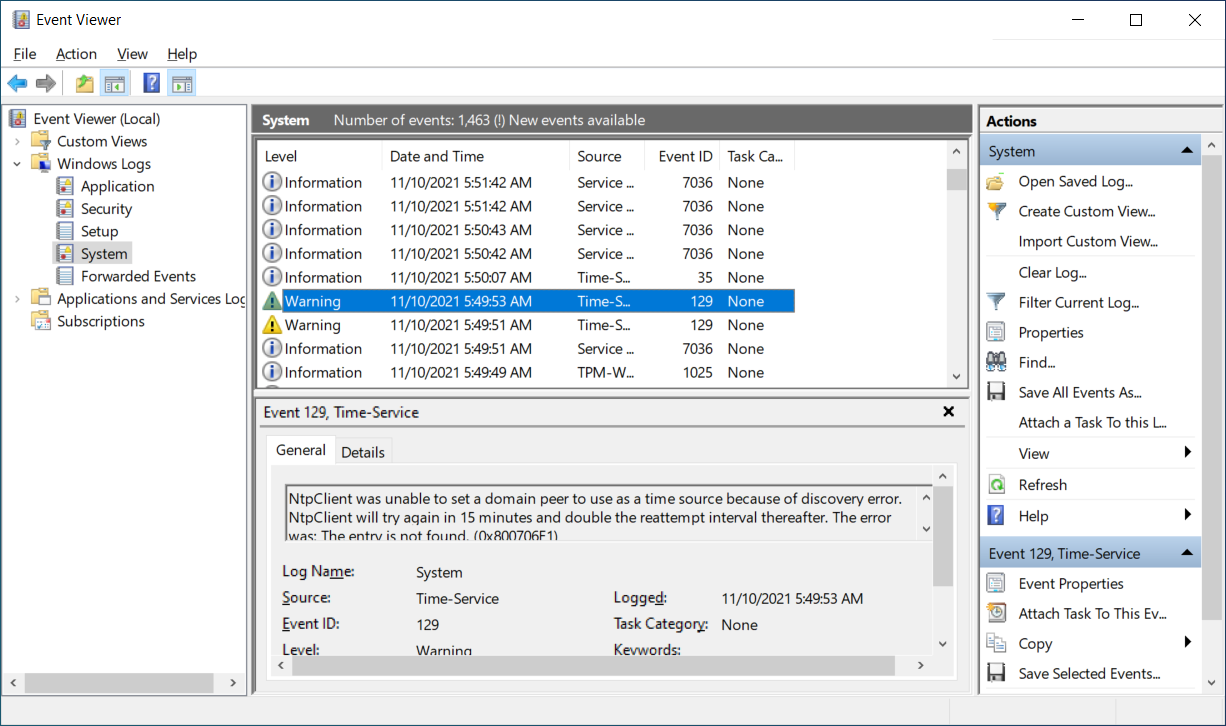 Event Viewer
File Action View Help
Event Viewer (Local)
Custom Views
Windows Logs
Application
Security
Setup
System
Forwarded Events
Applications and Services Log
Subscriptions
System Number of events: 1,463 (!) New events available
Level Date and Time Source Event ID Task Ca...
Information 11/10/2021 5:51:42 AM Service ... 7036 None
Information 11/10/2021 5:51:42 AM Service ... 7036 None
Information 11/10/2021 5:50:43 AM Service ... 7036 None
Information 11/10/2021 5:50:42 AM Service ... 7036 None
Information 11/10/2021 5:50:07 AM Time-S... 35 None
Warning 11/10/2021 5:49:53 AM Time-S... 129 None
Warning 11/10/2021 5:49:51 AM Time-S... 129 None
Information 11/10/2021 5:49:51 AM Service ... 7036 None
Information 11/10/2021 5:49:49 AM TPM-W... 1025 None
Event 129, Time-Service
General Details
NtpClient was unable to set a domain peer to use as a time source because of discovery error.
NtpClient will try again in 15 minutes and double the reattempt interval thereafter. The error
was: The entry is not found. (0x800706E1)
Log Name: System
Source: Time-Service Logged: 11/10/2021 5:49:53 AM
Event ID: 129 Task Category: None
Level: Warning Keywords:
Actions
System
Open Saved Log...
Create Custom View...
Import Custom View...
Clear Log...
Filter Current Log...
Properties
Find...
Save All Events As...
Attach a Task To this L...
View
Refresh
Help
Event 129, Time-Service
Event Properties
Attach Task To This Ev...
Copy
Save Selected Events...